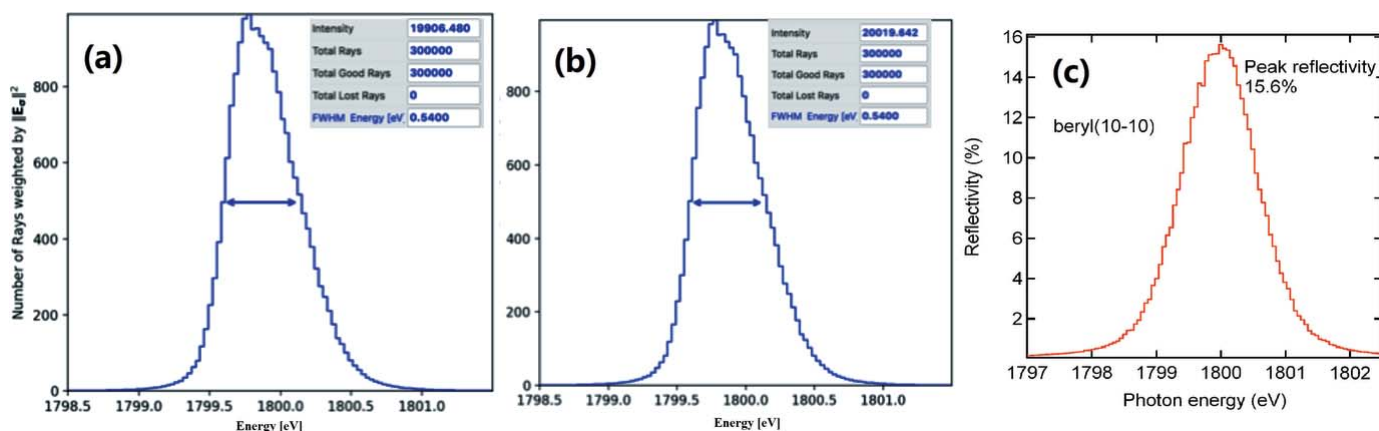 (a)
Intensity 19906.480
Total Rays 300000
Total Good Rays 300000
Total Lost Rays 0
FWHM Energy [eV] 0.5400
Number of Rays weighted by ||Eσ||²
800
600
400
200
0
1798.5 1799.0 1799.5 1800.0 1800.5 1801.0
Energy [eV]
(b)
Intensity 20019.642
Total Rays 300000
Total Good Rays 300000
Total Lost Rays 0
FWHM Energy [eV] 0.5400
800
600
400
200
0
1798.5 1799.0 1799.5 1800.0 1800.5 1801.0
Energy [eV]
(c)
Peak reflectivity
15.6%
beryl(10-10)
Reflectivity (%)
16
14
12
10
8
6
4
2
1797 1798 1799 1800 1801 1802
Photon energy (eV)